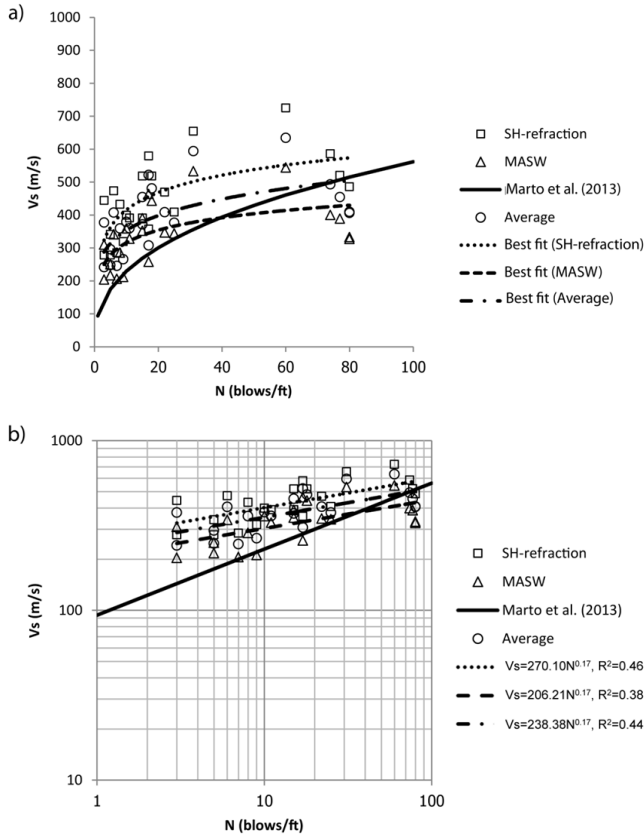 a)
1000
900
800
700
600
500
400
300
200
100
0
Vs (m/s)
0 20 40 60 80 100
N (blows/ft)
SH-refraction
MASW
Marto et al. (2013)
Average
Best fit (SH-refraction)
Best fit (MASW)
Best fit (Average)
b)
1000
100
10
Vs (m/s)
1 10 100
N (blows/ft)
SH-refraction
MASW
Marto et al. (2013)
Average
Vs=270.10N^0.17, R²=0.46
Vs=206.21N^0.17, R²=0.38
Vs=238.38N^0.17, R²=0.44